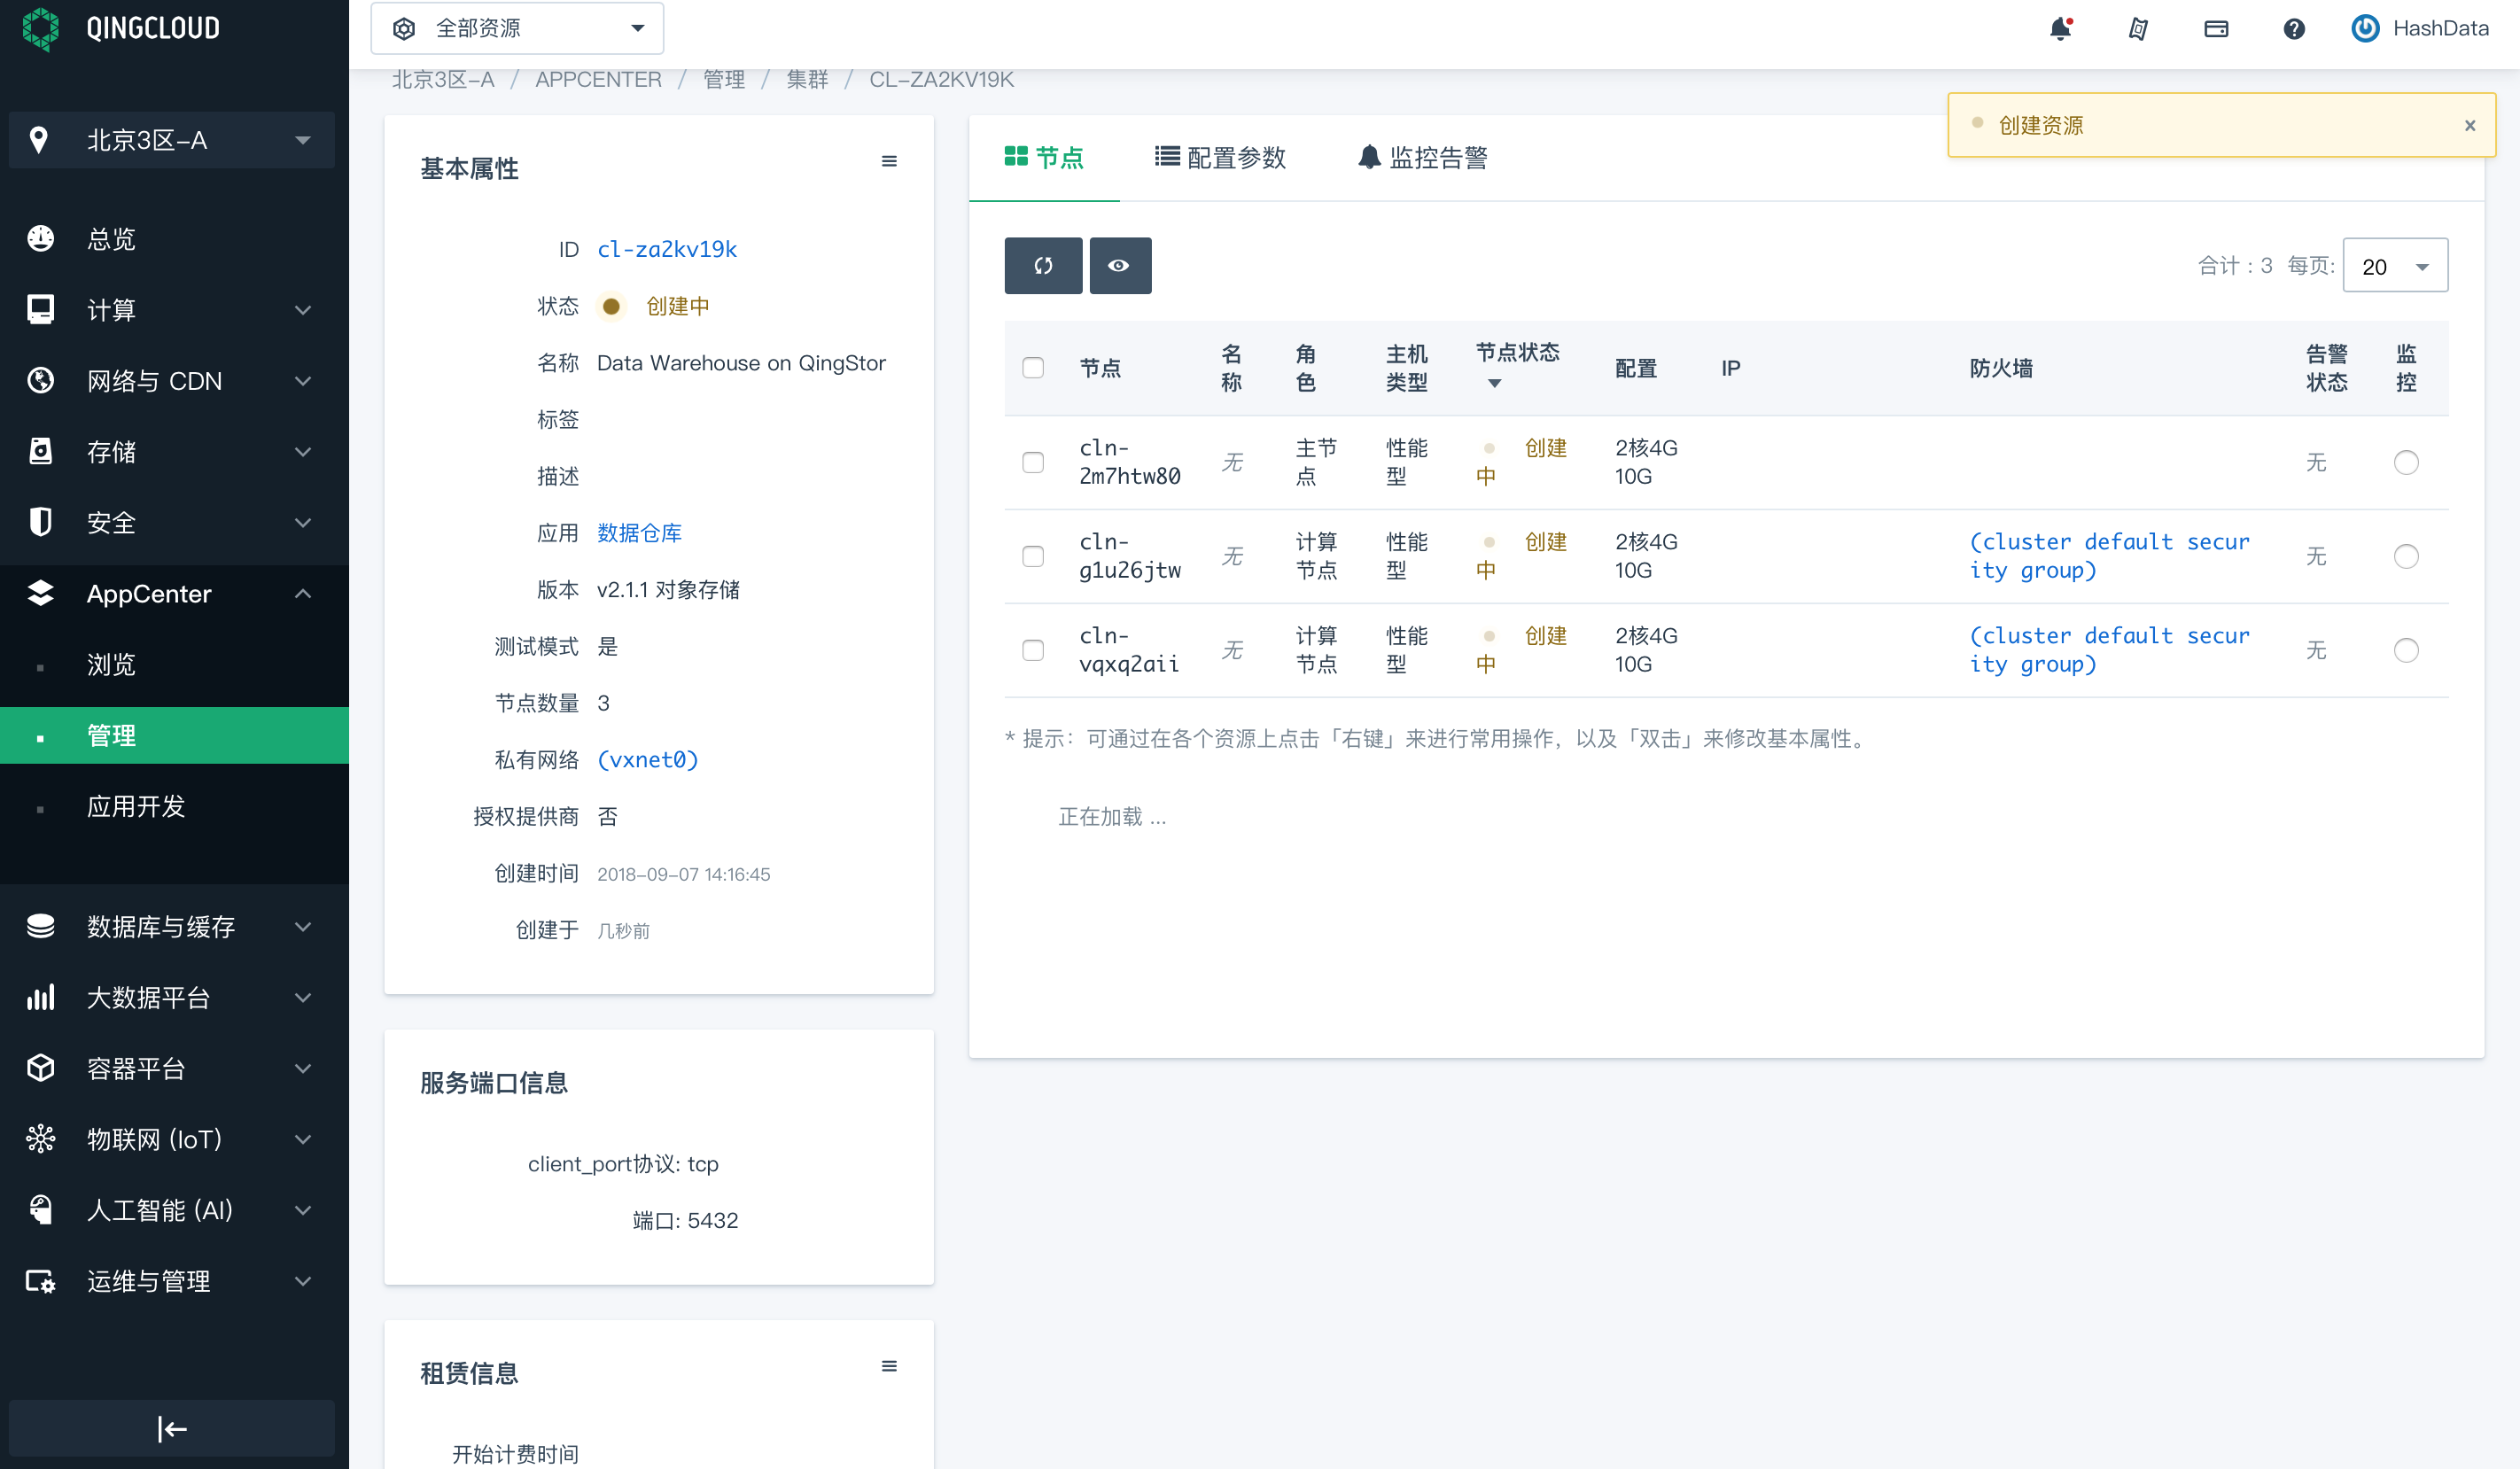 QINGCLOUD
全部资源
HashData
北京3区-A
总览
计算
网络与 CDN
存储
安全
AppCenter
浏览
管理
应用开发
数据库与缓存
大数据平台
容器平台
物联网 (IoT)
人工智能 (AI)
运维与管理
北京3区-A / APPCENTER / 管理 / 集群 / CL-ZA2KV19K
创建资源 ×
基本属性
ID cl-za2kv19k
状态 创建中
名称 Data Warehouse on QingStor
标签
描述
应用 数据仓库
版本 v2.1.1 对象存储
测试模式 是
节点数量 3
私有网络 (vxnet0)
授权提供商 否
创建时间 2018-09-07 14:16:45
创建于 几秒前
服务端口信息
client_port协议: tcp
端口: 5432
租赁信息
开始计费时间
节点 配置参数 监控告警
合计：3 每页: 20
节点 名称 角色 主机类型 节点状态 配置 IP 防火墙 告警状态 监控
cln- 主节 性能 创建 2核4G
2m7htw80 无 点 型 中 10G 无
cln- 计算 性能 创建 2核4G (cluster default secur
g1u26jtw 无 节点 型 中 10G ity group) 无
cln- 计算 性能 创建 2核4G (cluster default secur
vqxq2aii 无 节点 型 中 10G ity group) 无
* 提示：可通过在各个资源上点击「右键」来进行常用操作，以及「双击」来修改基本属性。
正在加载 ...